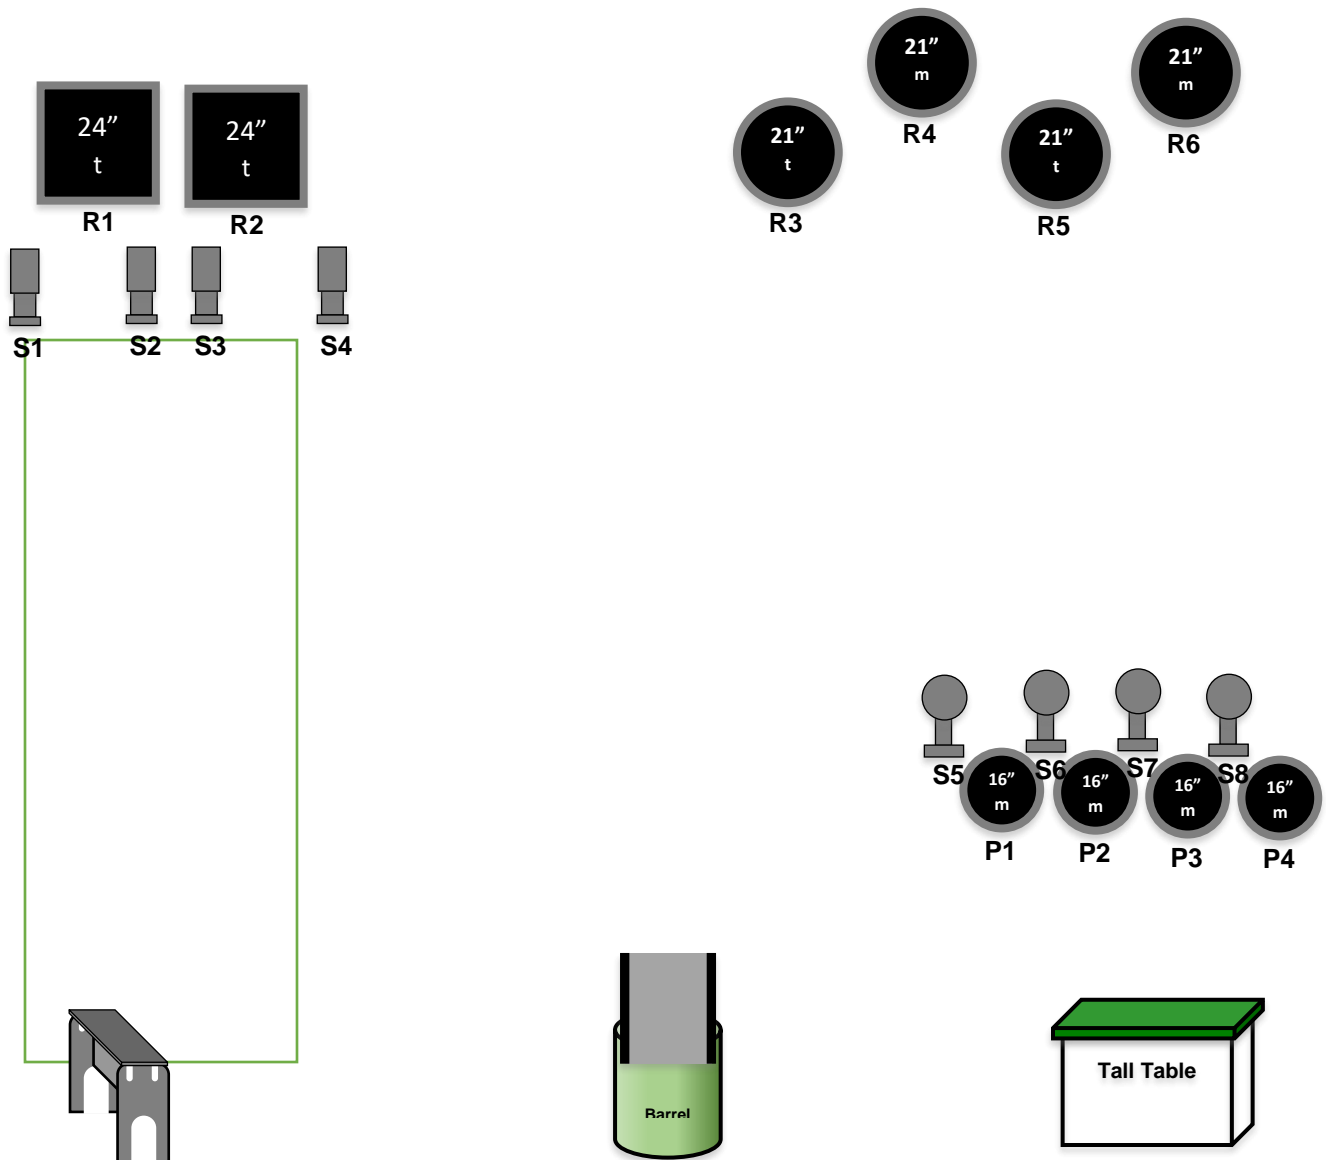 21”
m
R4
21”
m
R6
24”
t
R1
24”
t
R2
21”
t
R3
21”
t
R5
S1
S2
S3
S4
S5
S6
S7
S8
16”
m
P1
16”
m
P2
16”
m
P3
16”
m
P4
Tall Table
Barrel